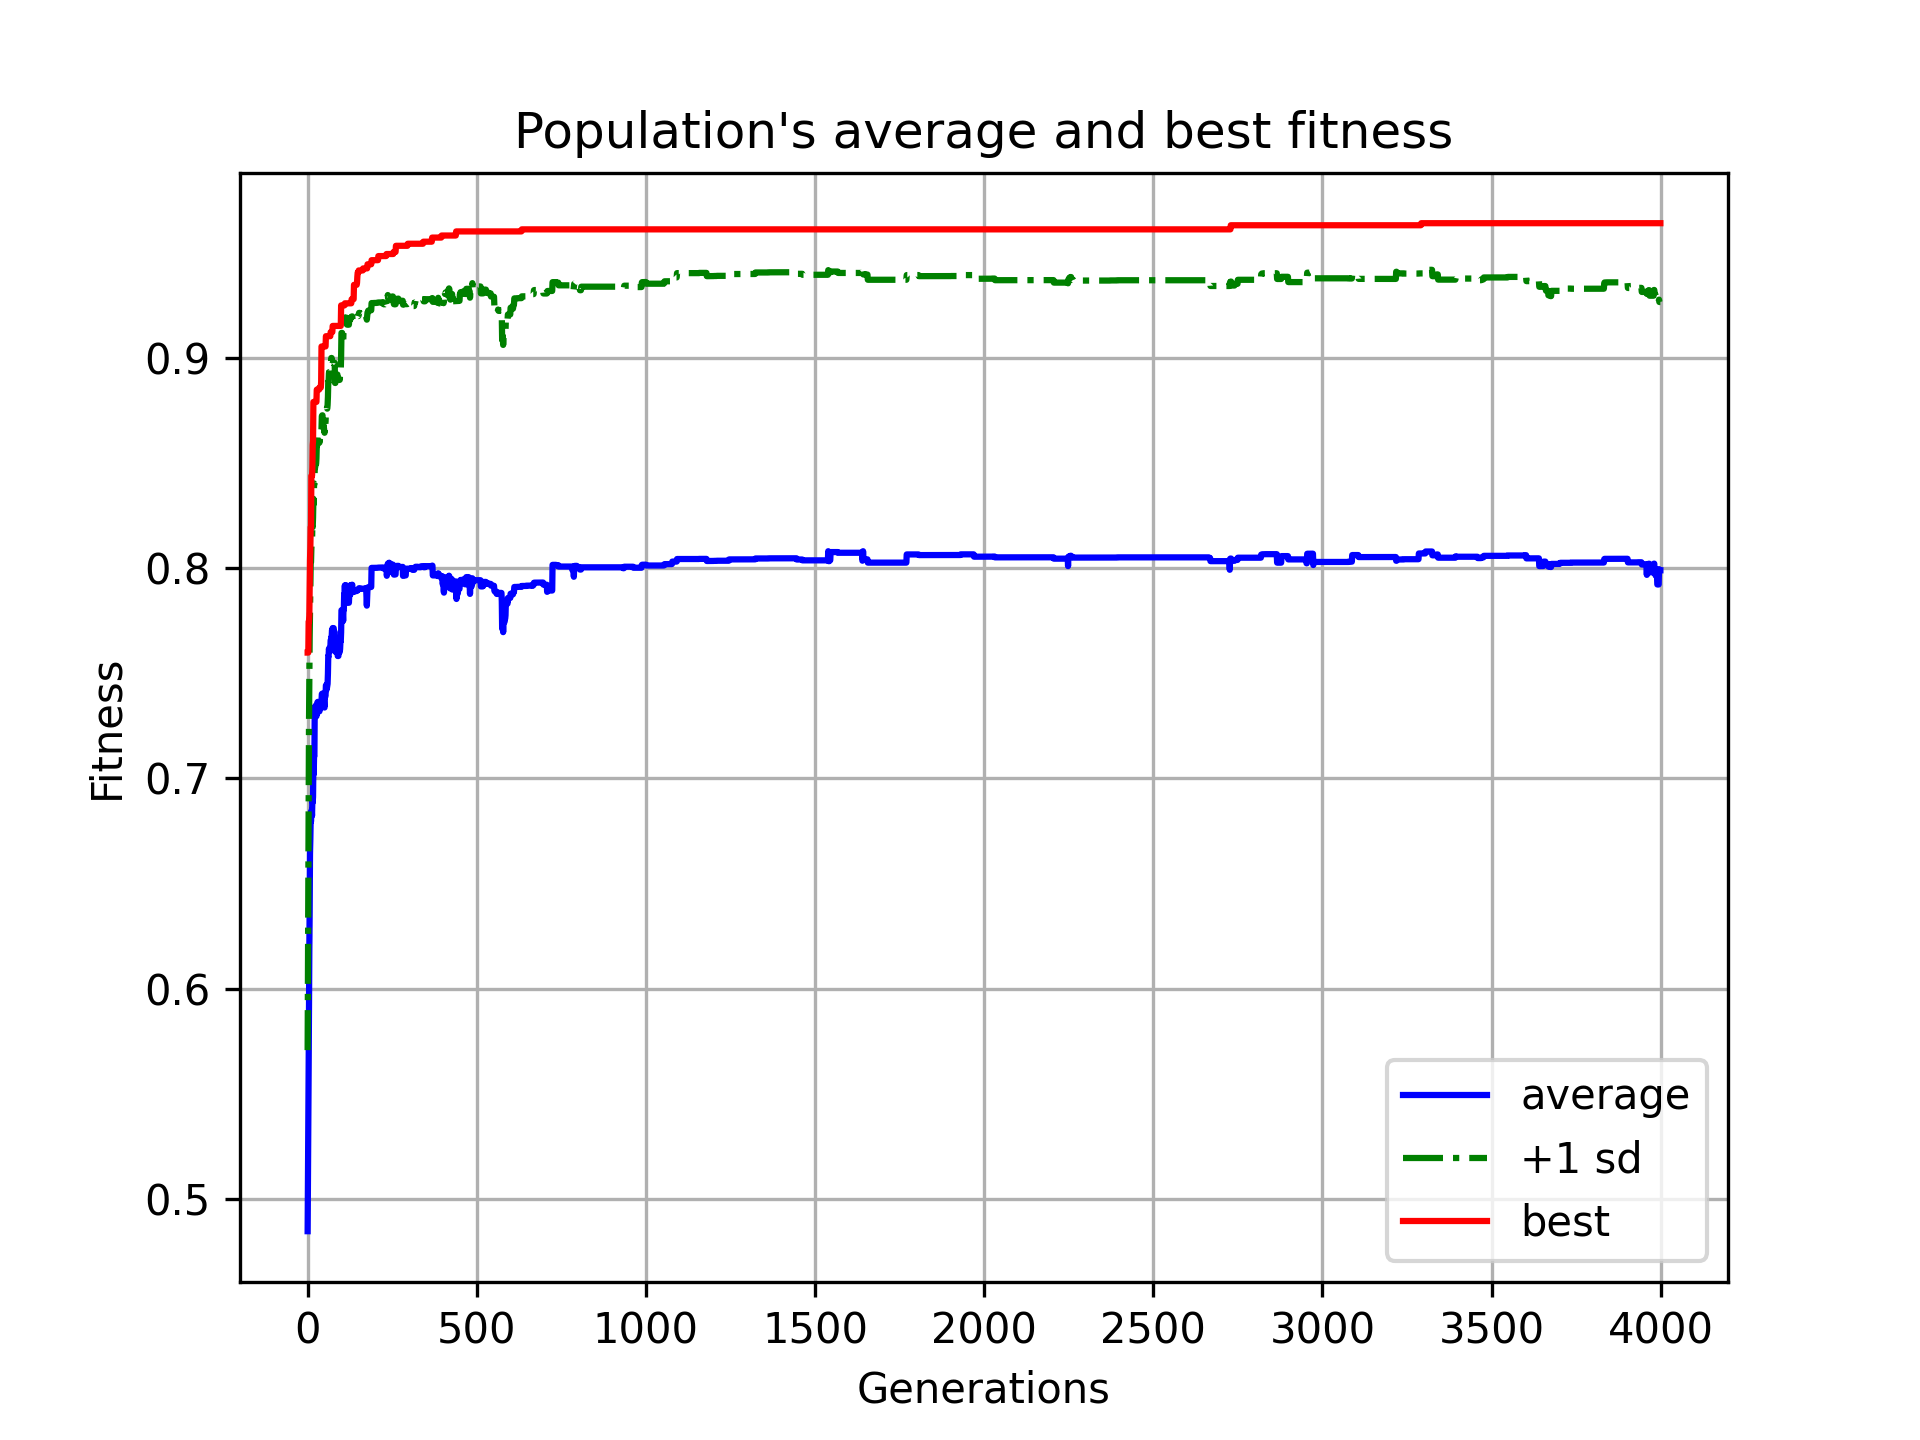 Population's average and best fitness
Fitness
0.9
0.8
0.7
0.6
0.5
average
+1 sd
best
0 500 1000 1500 2000 2500 3000 3500 4000
Generations